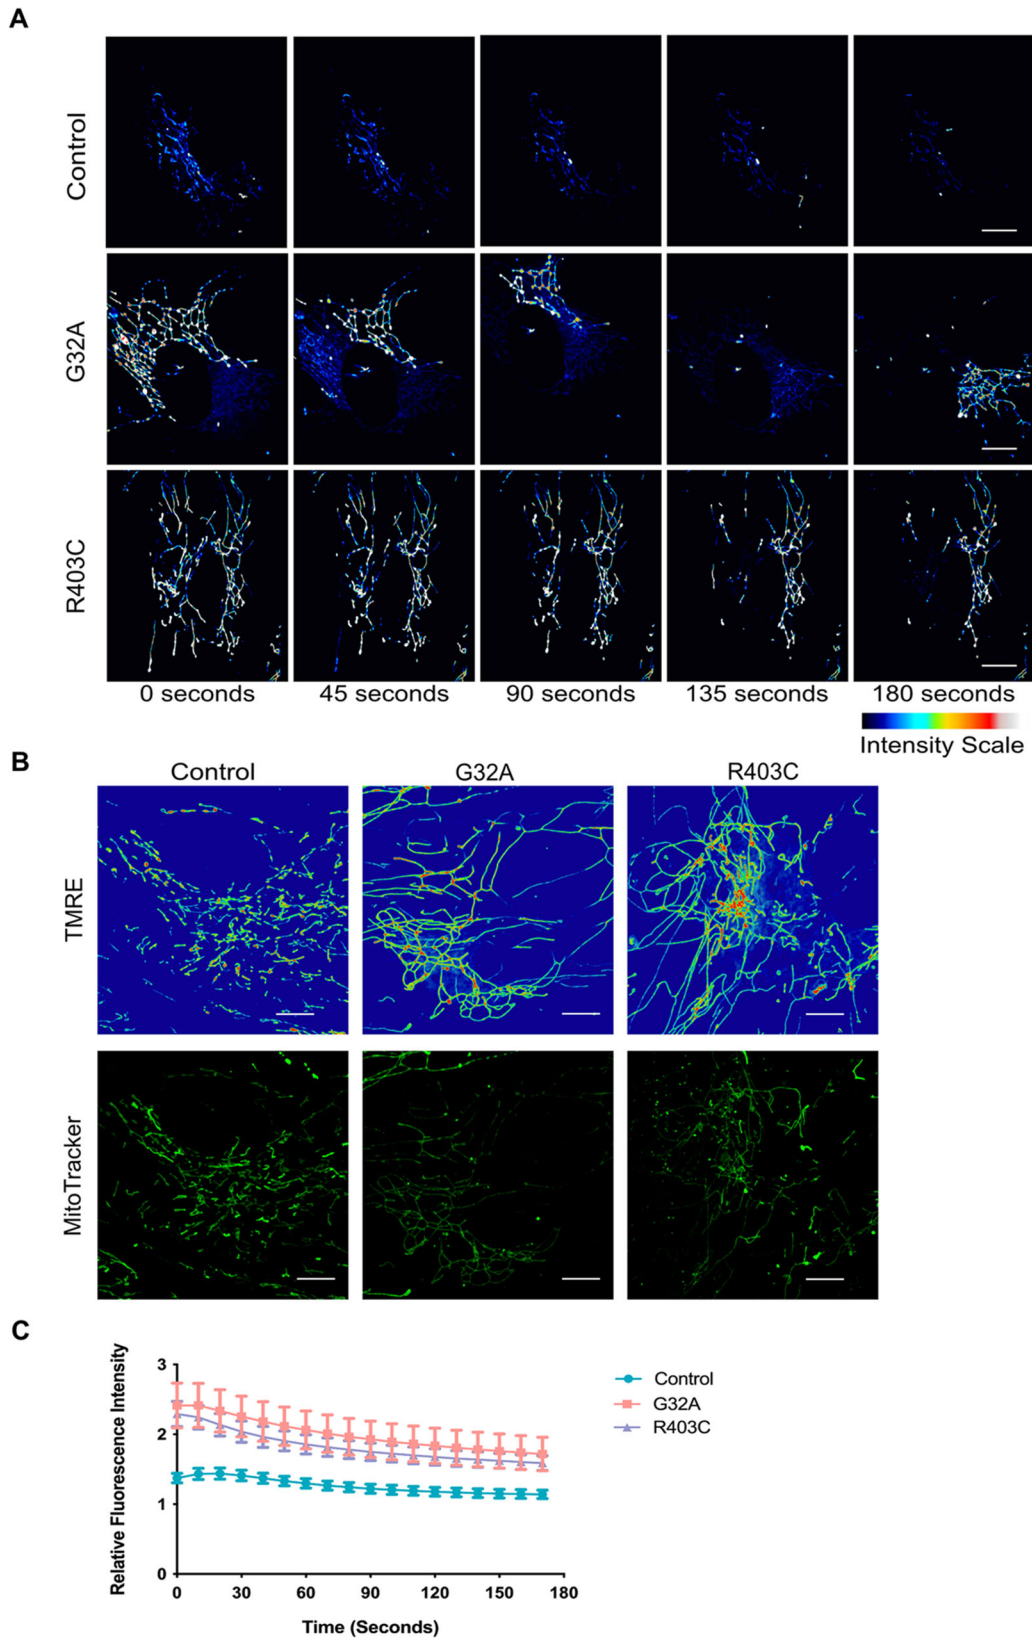 A
Control
G32A
R403C
0 seconds
45 seconds
90 seconds
135 seconds
180 seconds
Intensity Scale
B
Control
G32A
R403C
TMRE
MitoTracker
C
Relative Fluorescence Intensity
3
2
1
0
0
30
60
90
120
150
180
Time (Seconds)
Control
G32A
R403C